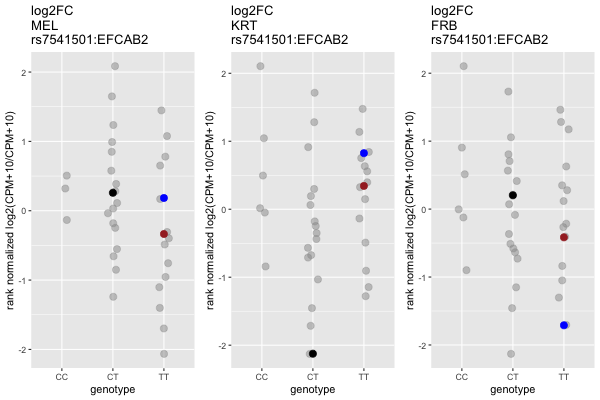 log2FC
MEL
rs7541501:EFCAB2
rank normalized log2(CPM+10/CPM+10)
2
1
0
-1
-2
CC
CT
TT
genotype
log2FC
KRT
rs7541501:EFCAB2
rank normalized log2(CPM+10/CPM+10)
2
1
0
-1
-2
CC
CT
TT
genotype
log2FC
FRB
rs7541501:EFCAB2
rank normalized log2(CPM+10/CPM+10)
2
1
0
-1
-2
CC
CT
TT
genotype